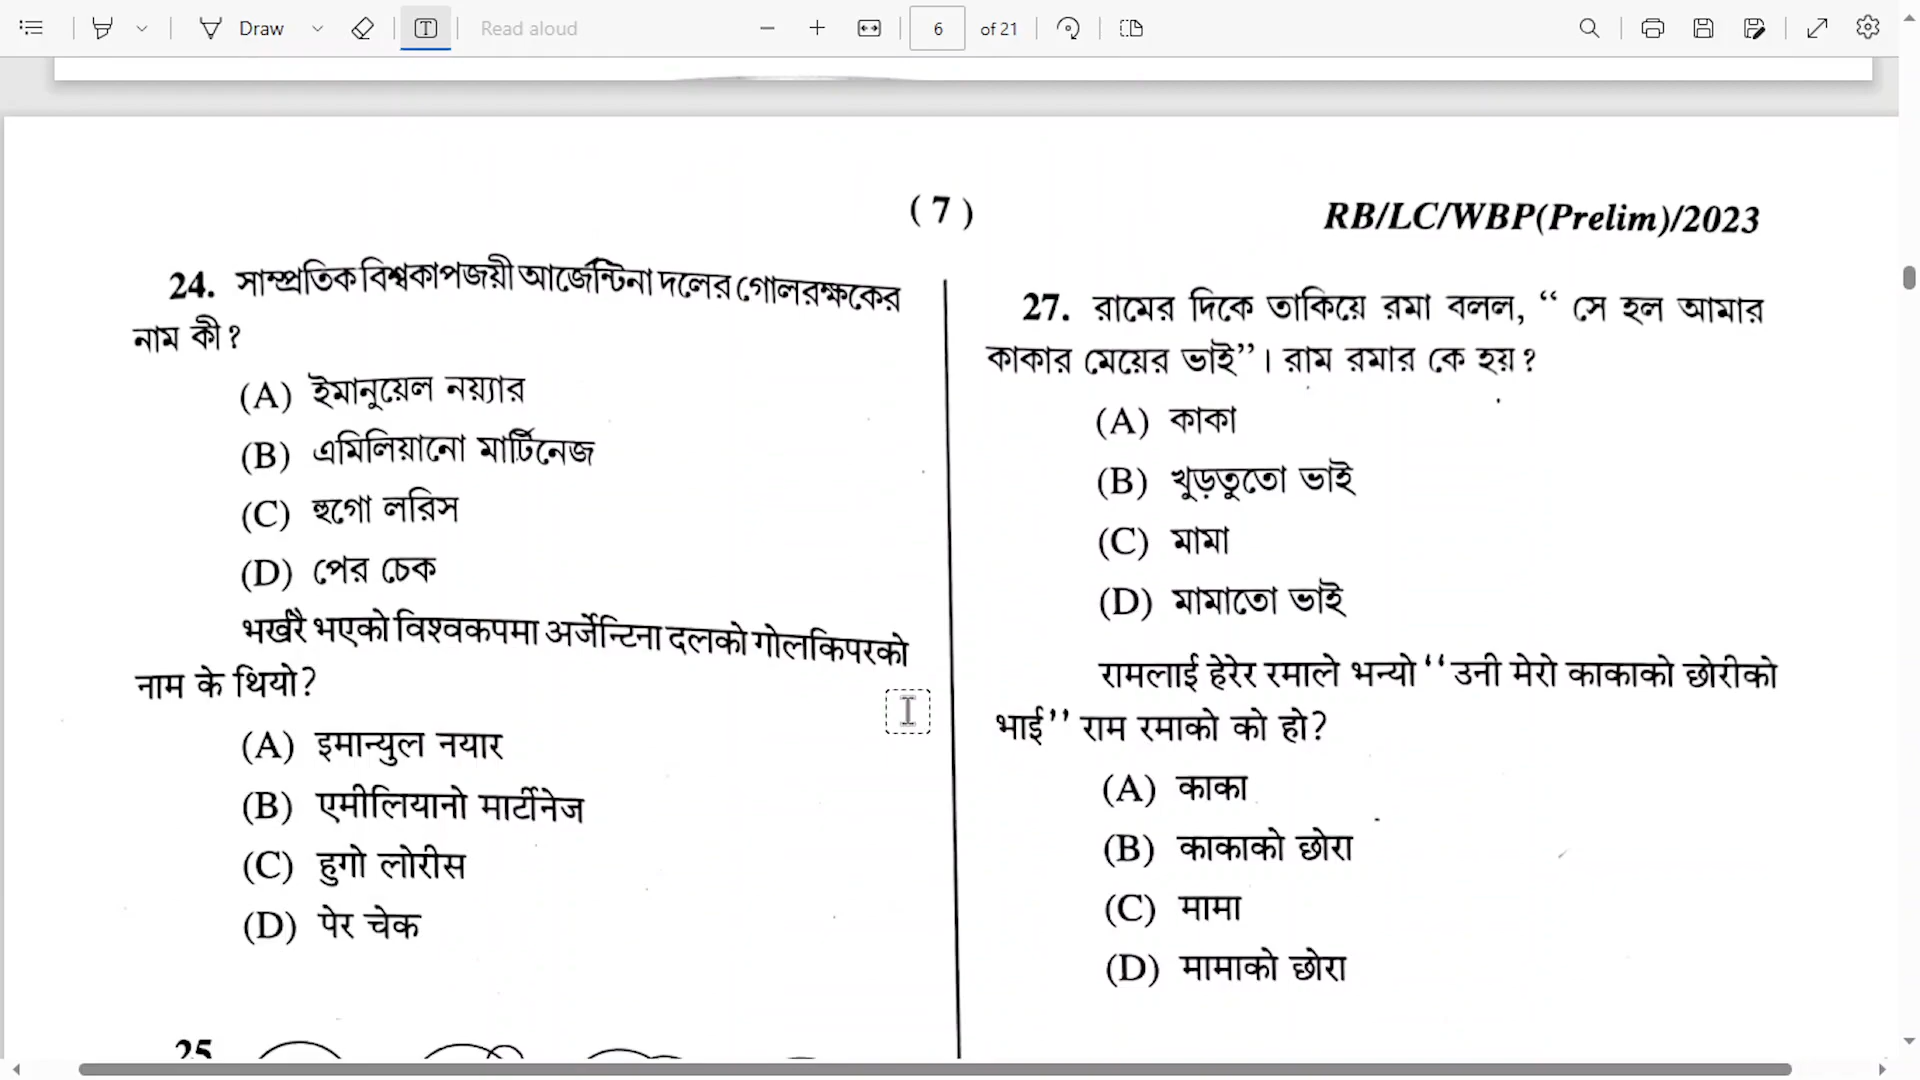 Draw
Read aloud
6
of 21
( 7 )
RB/LC/WBP(Prelim)/2023
24. সাম্প্রতিক বিশ্বকাপজয়ী আর্জেন্টিনা দলের গোলরক্ষকের
নাম কী?
(A) ইমানুয়েল নয়্যার
(B) এমিলিয়ানো মার্টিনেজ
(C) হুগো লরিস
(D) পের চেক
भर्खरै भएको विश्वकपमा अर्जेन्टिना दलको गोलकिपरको
नाम के थियो?
(A) इमान्युल नयार
(B) एमीलियानो मार्टीनेज
(C) हुगो लोरीस
(D) पेर चेक
25
27. রামের দিকে তাকিয়ে রমা বলল, “ সে হল আমার
কাকার মেয়ের ভাই”। রাম রমার কে হয়?
(A) কাকা
(B) খুড়তুতো ভাই
(C) মামা
(D) মামাতো ভাই
रामलाई हेरेर रमाले भन्यो ‘‘उनी मेरो काकाको छोरीको
भाई’’ राम रमाको को हो?
(A) काका
(B) काकाको छोरा
(C) मामा
(D) मामाको छोरा